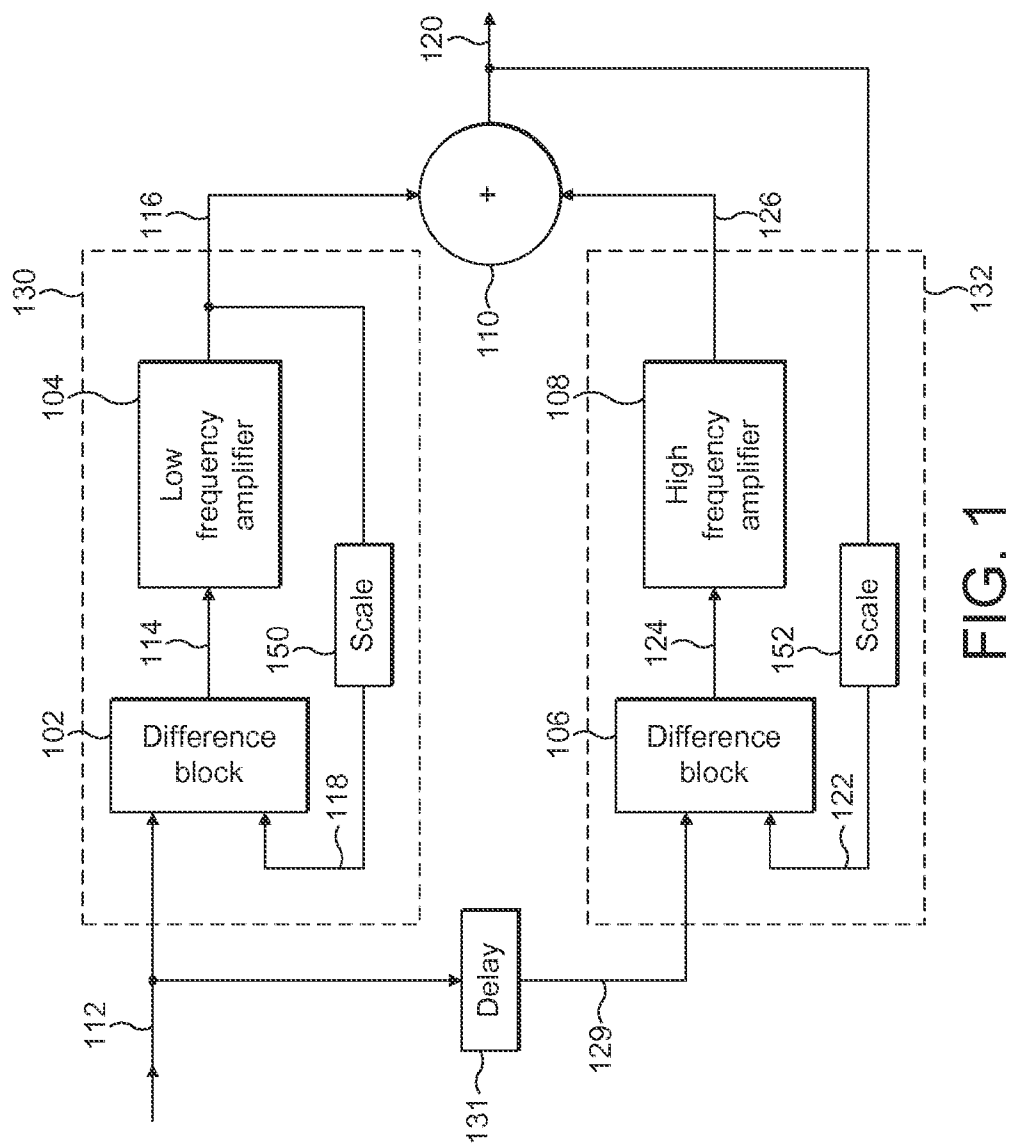 130
104
116
120
Low
frequency
amplifier
102
114
150
Difference
block
Scale
118
+
110
112
Delay
131
129
132
108
126
High
frequency
amplifier
106
124
152
Difference
block
Scale
122
FIG. 1